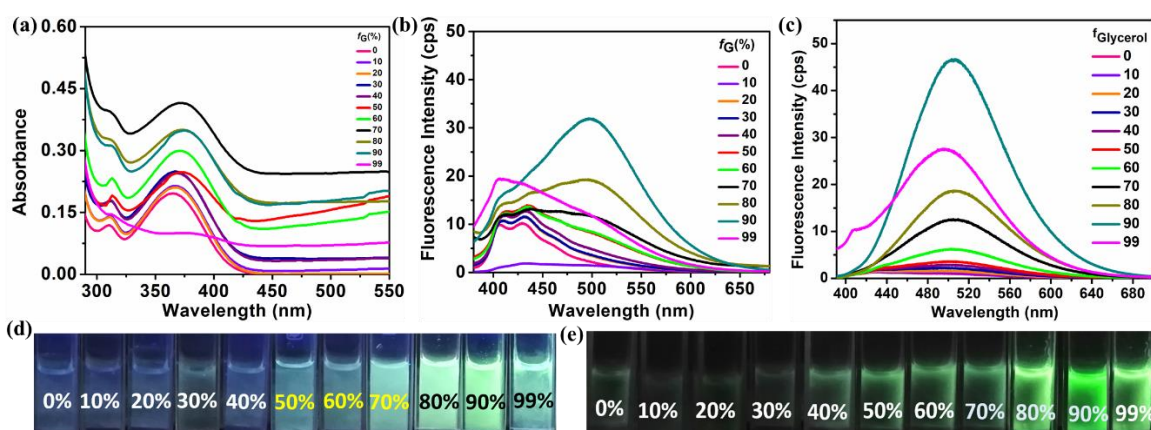 (a)
0.60
0.45
0.30
0.15
0.00
Absorbance
300 350 400 450 500 550
Wavelength (nm)
fG(%)
0
10
20
30
40
50
60
70
80
90
99
(b)
50
40
30
20
10
0
Fluorescence Intensity (cps)
400 450 500 550 600 650
Wavelength (nm)
fG(%)
0
10
20
30
40
50
60
70
80
90
99
(c)
50
40
30
20
10
0
Fluorescence Intensity (cps)
400 440 480 520 560 600 640 680
Wavelength (nm)
fGlycerol
0
10
20
30
40
50
60
70
80
90
99
(d)
0% 10% 20% 30% 40% 50% 60% 70% 80% 90% 99%
(e)
0% 10% 20% 30% 40% 50% 60% 70% 80% 90% 99%